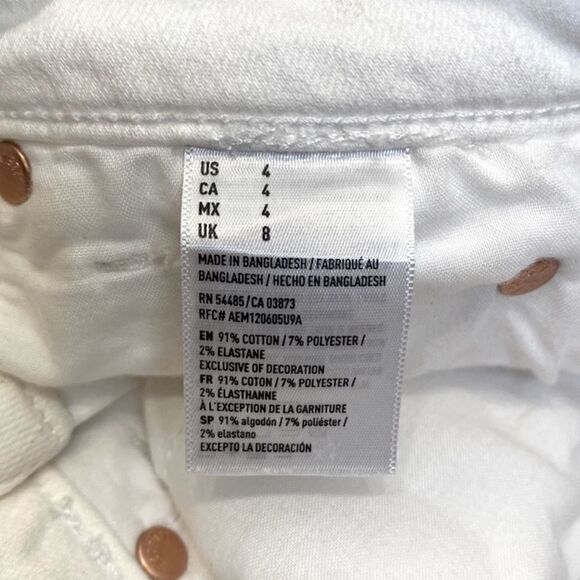 US 4
CA 4
MX 4
UK 8
MADE IN BANGLADESH / FABRIQUÉ AU
BANGLADESH / HECHO EN BANGLADESH
RN 54485/CA 03873
RFC# AEM120605U9A
EN 91% COTTON / 7% POLYESTER /
2% ELASTANE
EXCLUSIVE OF DECORATION
FR 91% COTON / 7% POLYESTER /
2% ÉLASTHANNE
À L'EXCEPTION DE LA GARNITURE
SP 91% algodón / 7% poliéster /
2% elastano
EXCEPTO LA DECORACIÓN